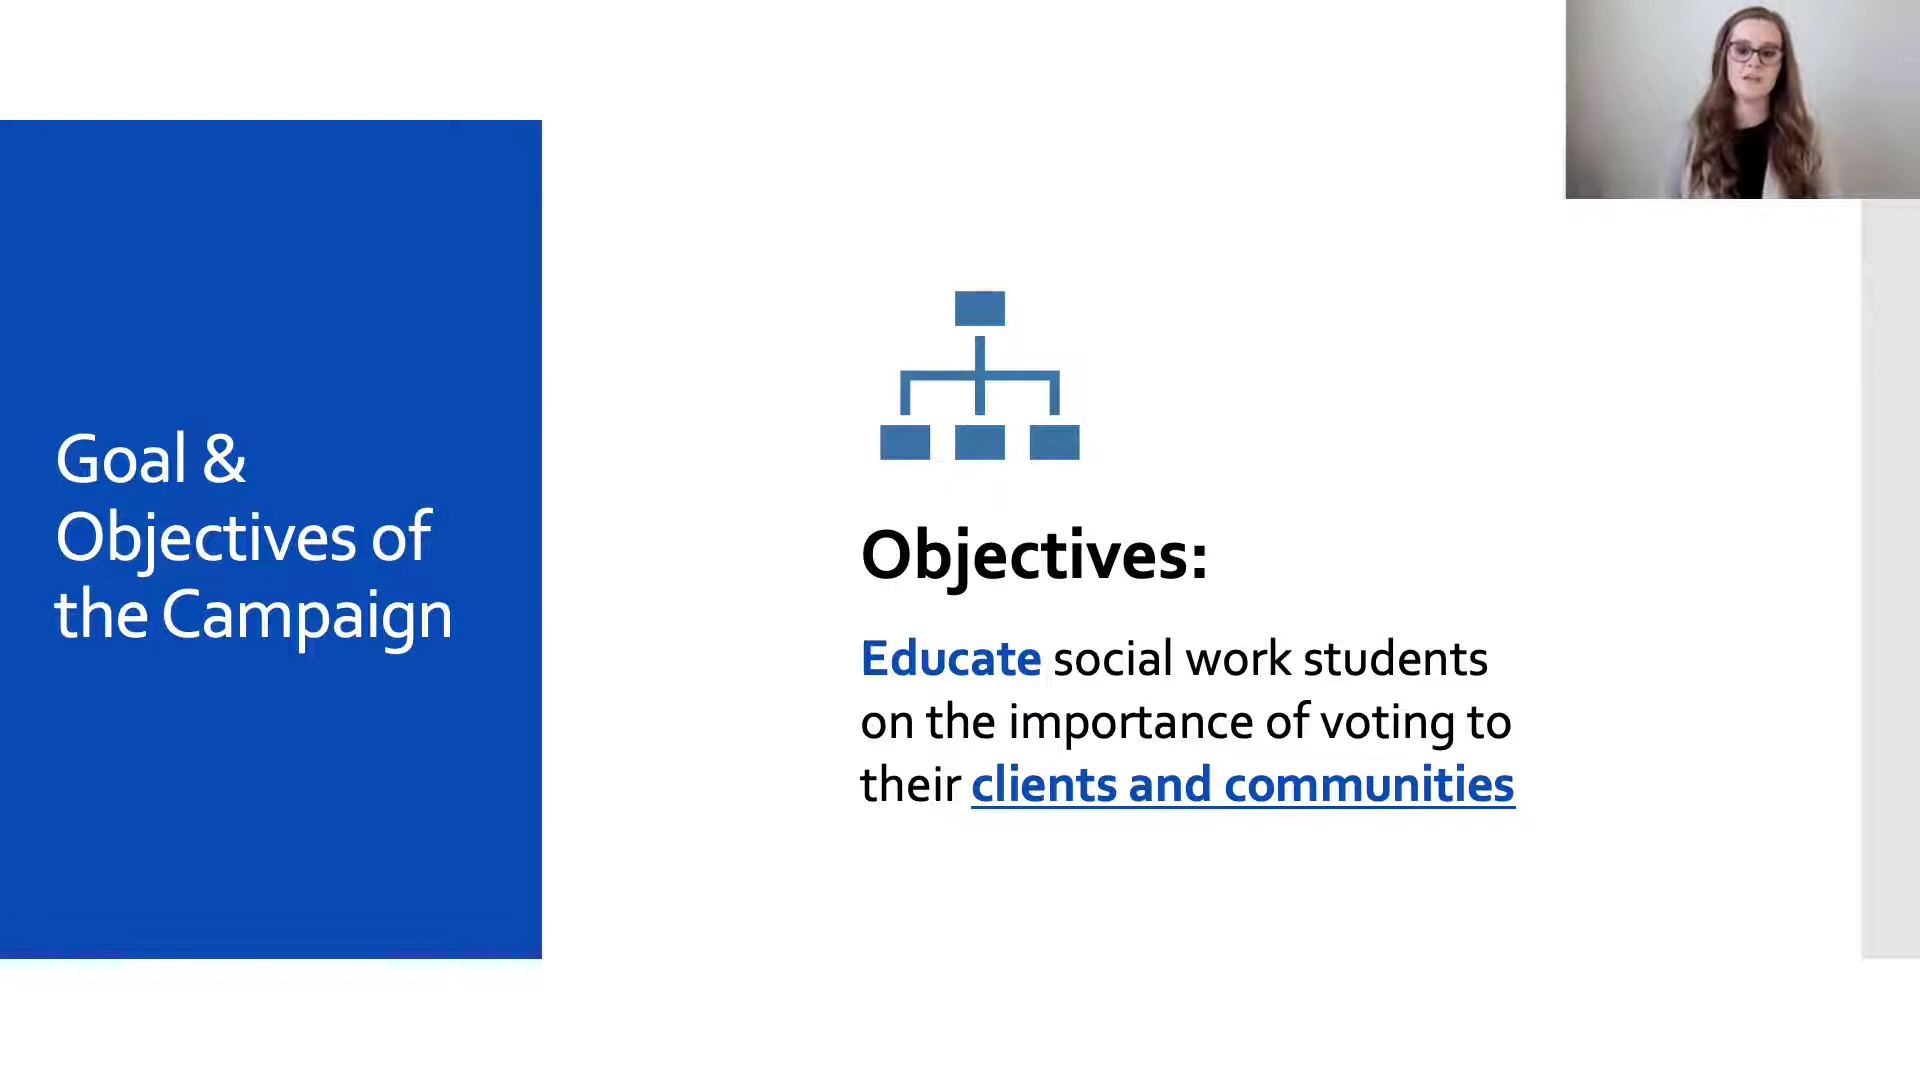 Goal &
Objectives of
the Campaign
Objectives:
Educate social work students
on the importance of voting to
their clients and communities